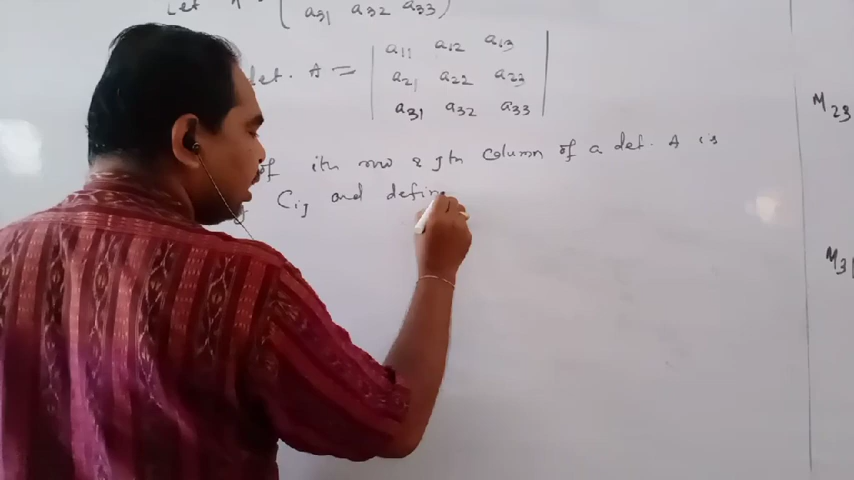 Let A =
a31 a32 a33
det. A = a11 a12 a13
a21 a22 a23
a31 a32 a33
of ith row & jth column of a det. A is
Cij and define
M23
M31